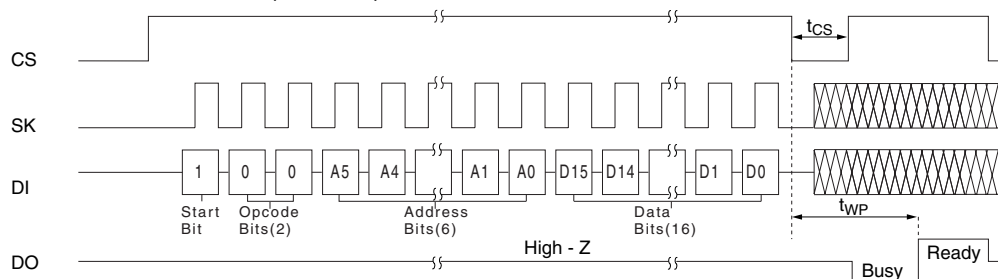 CS
tCS
SK
DI
1 0 0 A5 A4 A1 A0 D15 D14 D1 D0
Start
Bit
Opcode
Bits(2)
Address
Bits(6)
Data
Bits(16)
tWP
DO
High - Z
Busy
Ready